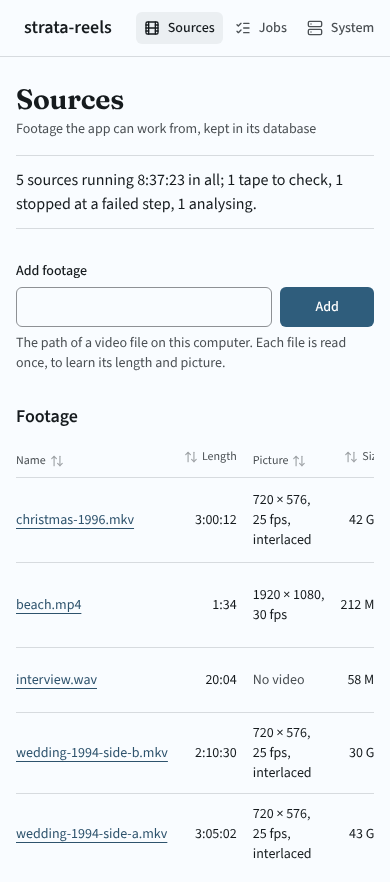 strata-reels Sources Jobs System
Sources
Footage the app can work from, kept in its database
5 sources running 8:37:23 in all; 1 tape to check, 1
stopped at a failed step, 1 analysing.
Add footage
Add
The path of a video file on this computer. Each file is read
once, to learn its length and picture.
Footage
Name Length Picture
christmas-1996.mkv 3:00:12 720 × 576,
25 fps,
interlaced 42 G
beach.mp4 1:34 1920 × 1080,
30 fps 212 M
interview.wav 20:04 No video 58 M
wedding-1994-side-b.mkv 2:10:30 720 × 576,
25 fps,
interlaced 30 G
wedding-1994-side-a.mkv 3:05:02 720 × 576,
25 fps,
interlaced 43 G